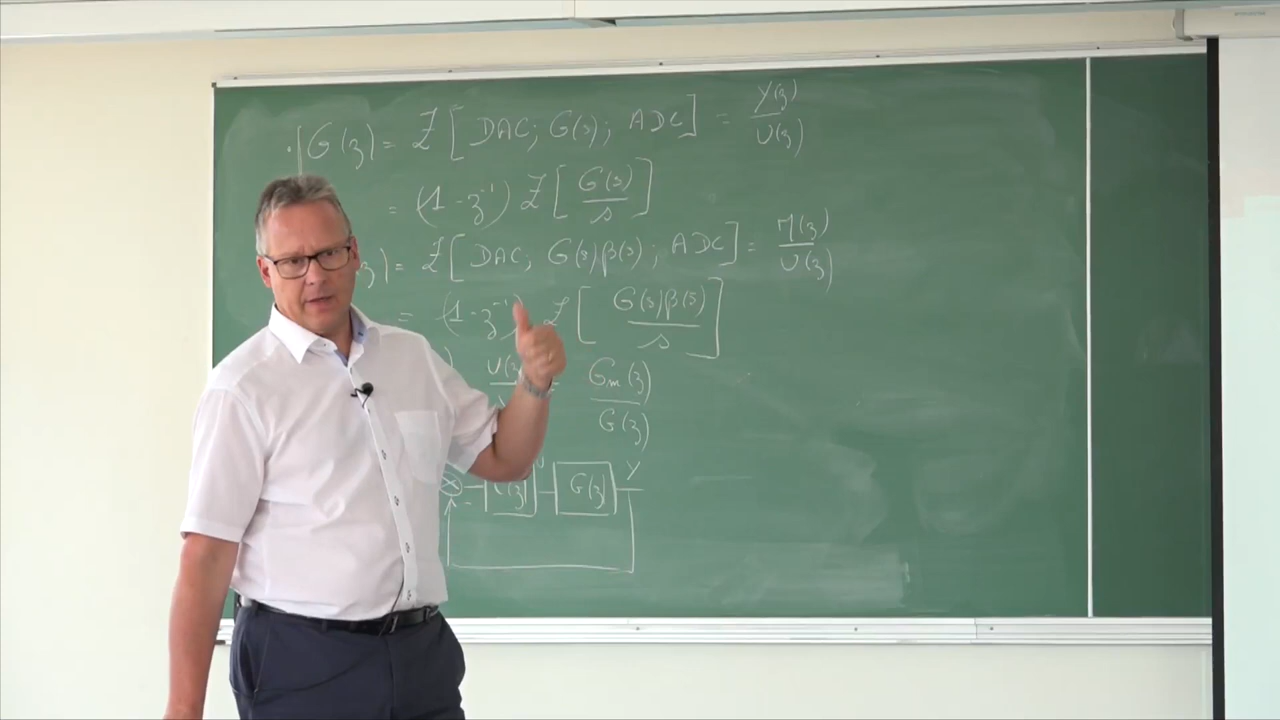 G(z) = Z [ DAC; G(s); ADC ] = Y(z) / U(z)
= (1 - z⁻¹) Z [ G(s) / s ]
z) = Z [ DAC; G(s)β(s); ADC ] = M(z) / U(z)
= (1 - z⁻¹) Z [ G(s)β(s) / s ]
Gm(z) / G(z)
G(z) Y